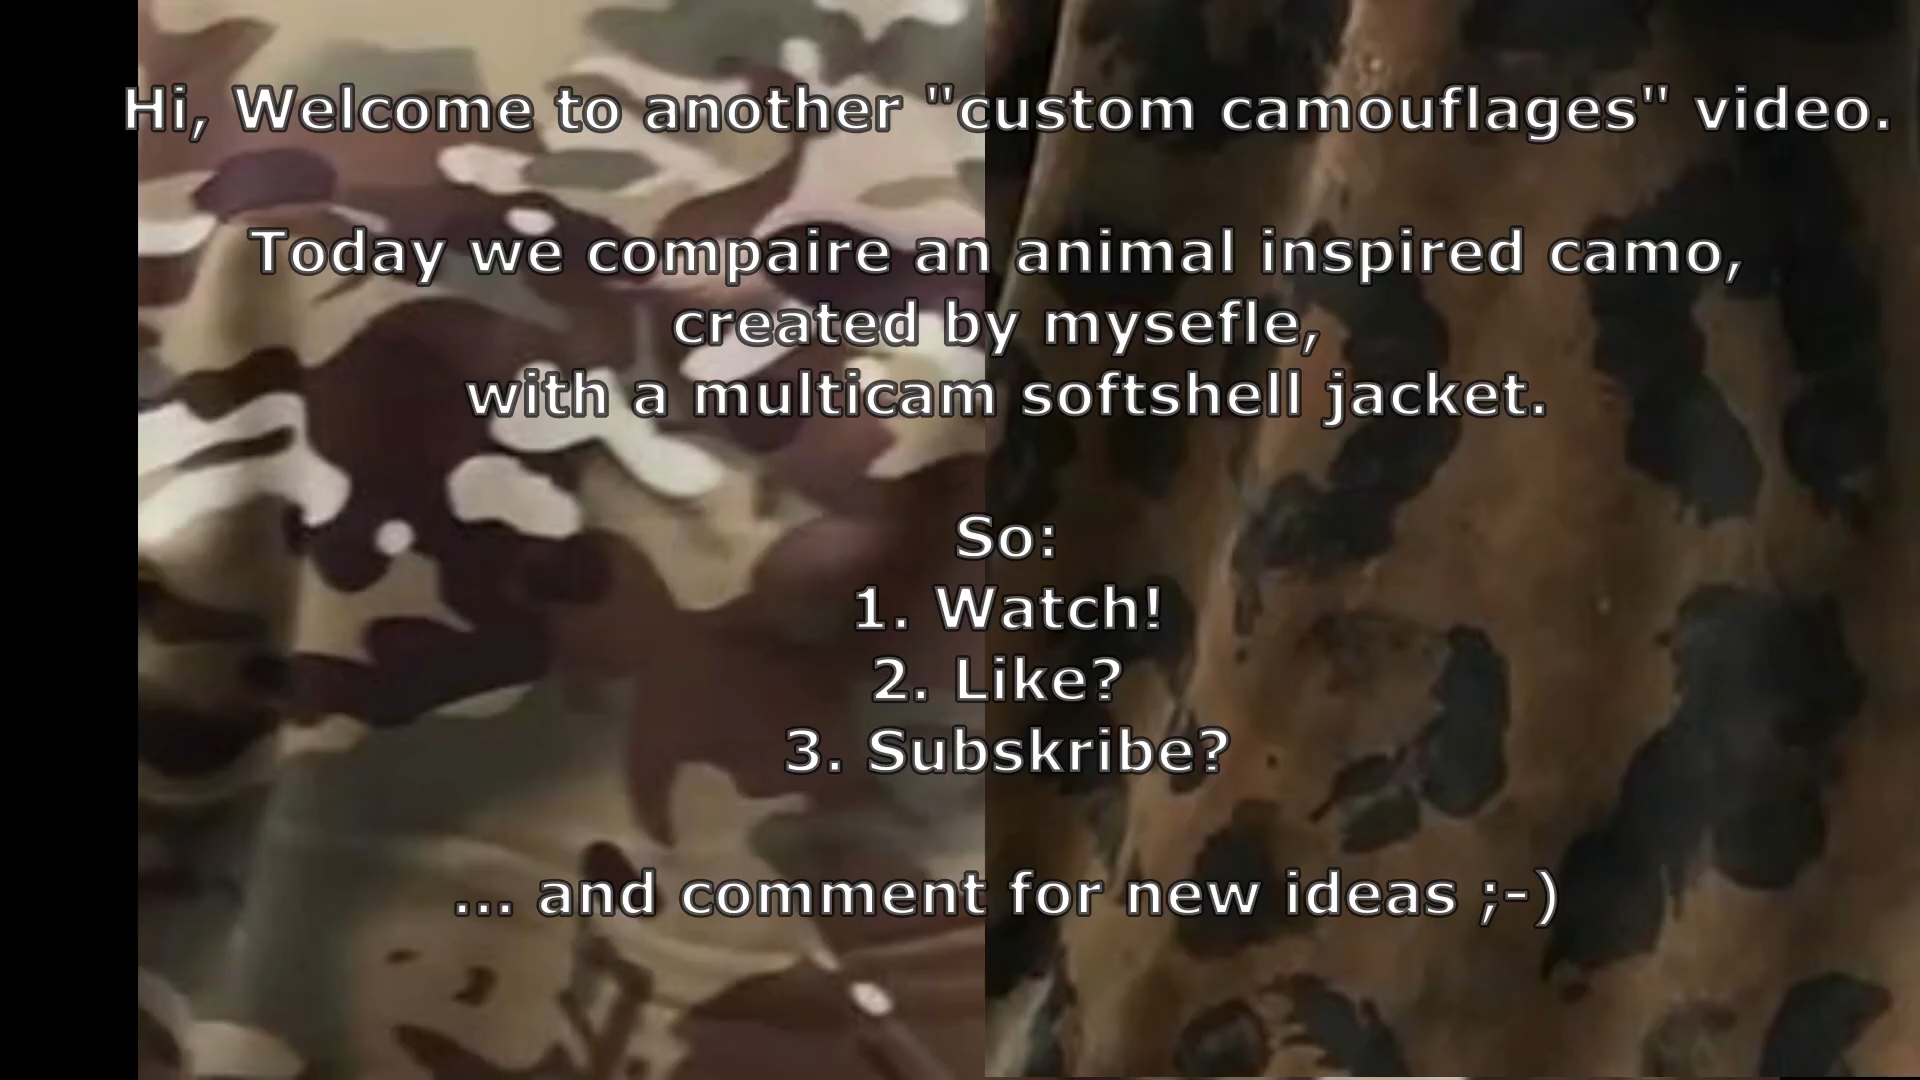 Hi, Welcome to another "custom camouflages" video.
Today we compaire an animal inspired camo,
created by mysefle,
with a multicam softshell jacket.
So:
1. Watch!
2. Like?
3. Subskribe?
... and comment for new ideas ;-)